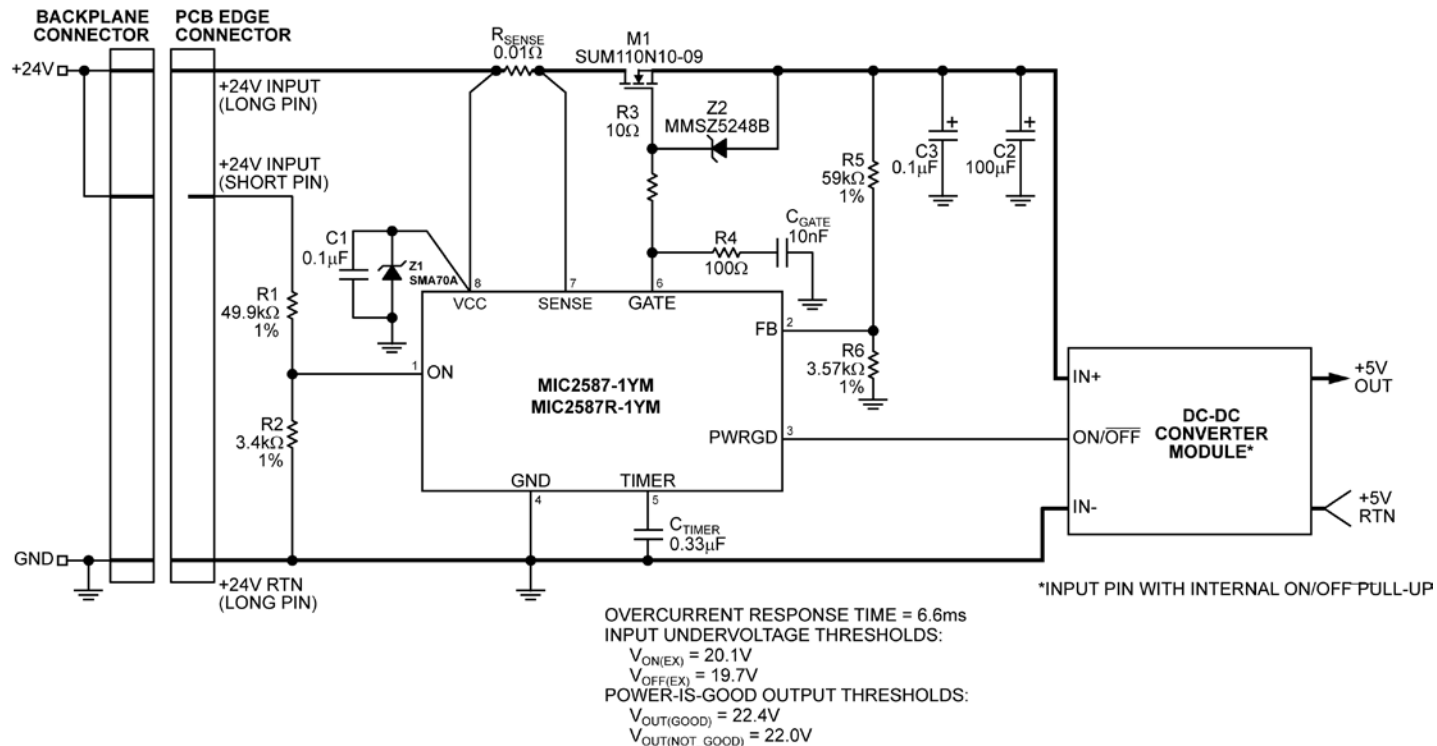 BACKPLANE
CONNECTOR
PCB EDGE
CONNECTOR
+24V
+24V INPUT
(LONG PIN)
+24V INPUT
(SHORT PIN)
RSENSE
0.01Ω
M1
SUM110N10-09
R3
10Ω
Z2
MMSZ5248B
R5
59kΩ
1%
C3
0.1µF
+
C2
100µF
+
C1
0.1µF
Z1
SMA70A
R4
100Ω
CGATE
10nF
R1
49.9kΩ
1%
R2
3.4kΩ
1%
8
VCC
7
SENSE
6
GATE
FB
2
1
ON
MIC2587-1YM
MIC2587R-1YM
PWRGD
3
GND
4
TIMER
5
CTIMER
0.33µF
R6
3.57kΩ
1%
IN+
ON/OFF
IN-
DC-DC
CONVERTER
MODULE*
+5V
OUT
+5V
RTN
GND
+24V RTN
(LONG PIN)
*INPUT PIN WITH INTERNAL ON/OFF PULL-UP
OVERCURRENT RESPONSE TIME = 6.6ms
INPUT UNDERVOLTAGE THRESHOLDS:
VON(EX) = 20.1V
VOFF(EX) = 19.7V
POWER-IS-GOOD OUTPUT THRESHOLDS:
VOUT(GOOD) = 22.4V
VOUT(NOT GOOD) = 22.0V